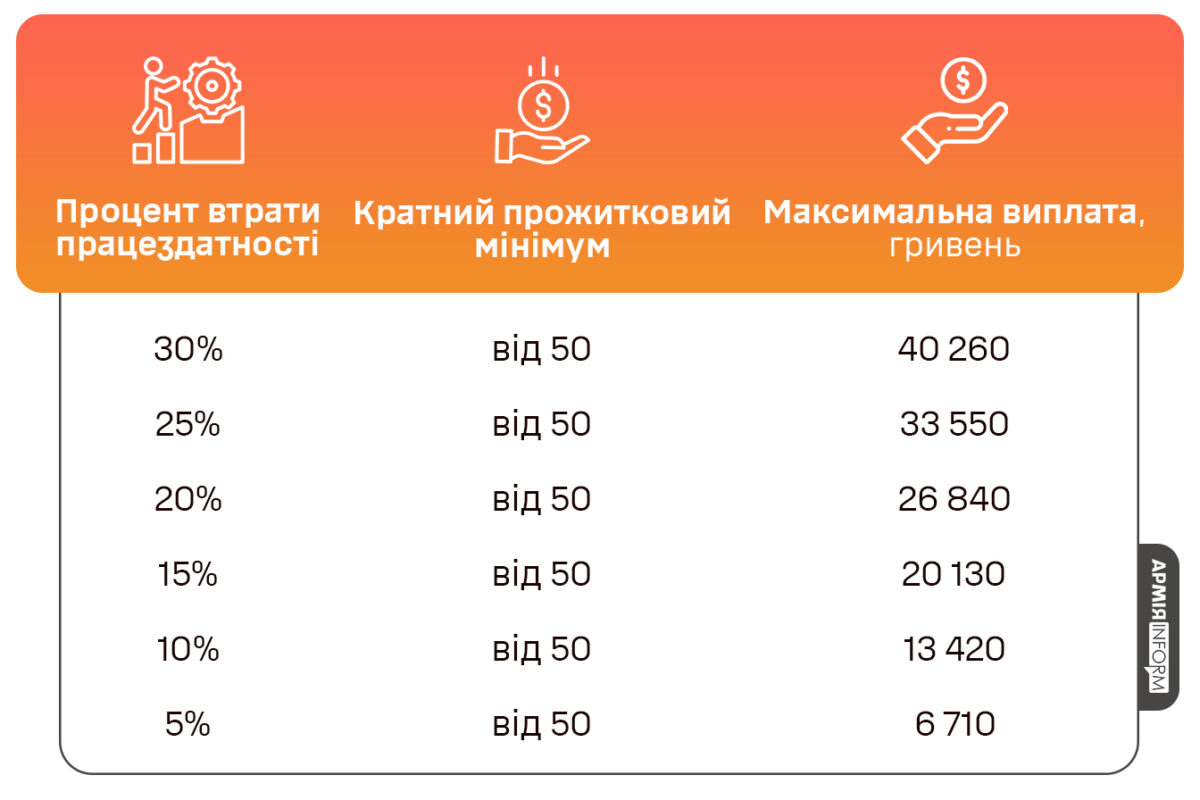 Процент втрати
працездатності
Кратний прожитковий
мінімум
Максимальна виплата,
гривень
30% від 50 40 260
25% від 50 33 550
20% від 50 26 840
15% від 50 20 130
10% від 50 13 420
5% від 50 6 710
АРМІЯINFORM